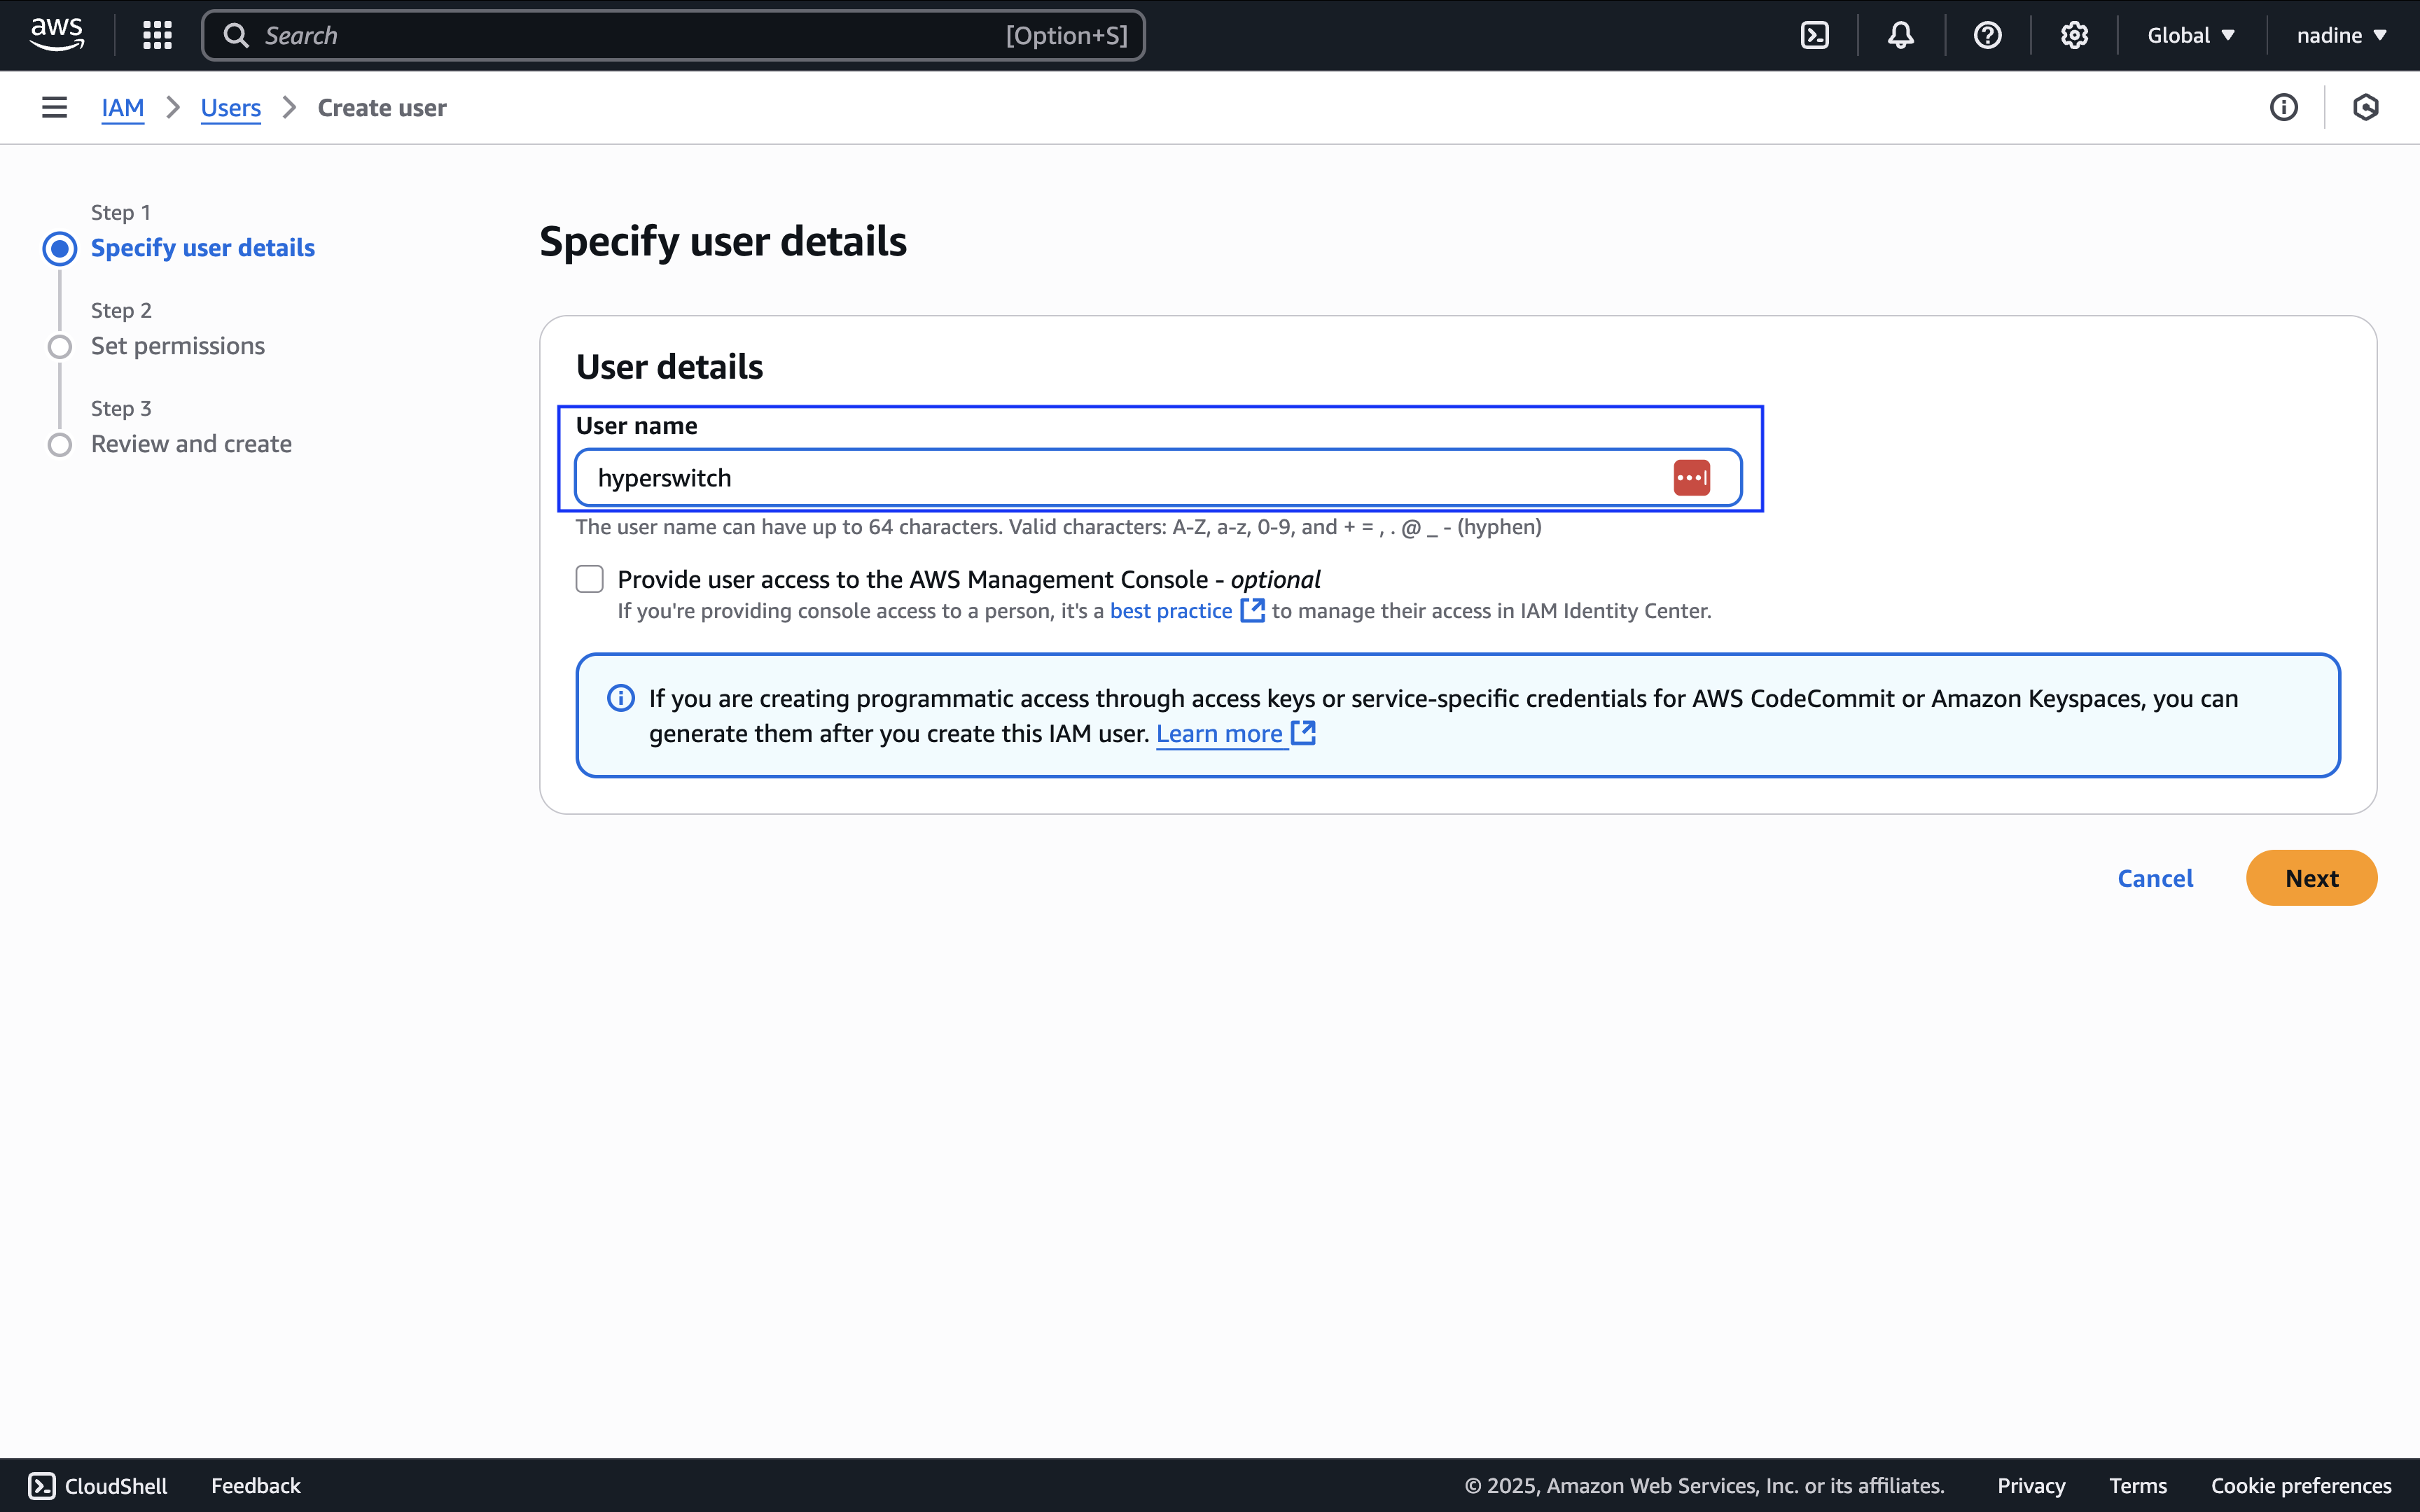 aws
Search
[Option+S]
Global
nadine
IAM
Users
Create user
Step 1
Specify user details
Step 2
Set permissions
Step 3
Review and create
Specify user details
User details
User name
hyperswitch
The user name can have up to 64 characters. Valid characters: A-Z, a-z, 0-9, and + = , . @ _ - (hyphen)
Provide user access to the AWS Management Console - optional
If you're providing console access to a person, it's a best practice to manage their access in IAM Identity Center.
If you are creating programmatic access through access keys or service-specific credentials for AWS CodeCommit or Amazon Keyspaces, you can
generate them after you create this IAM user. Learn more
Cancel
Next
CloudShell
Feedback
© 2025, Amazon Web Services, Inc. or its affiliates.
Privacy
Terms
Cookie preferences